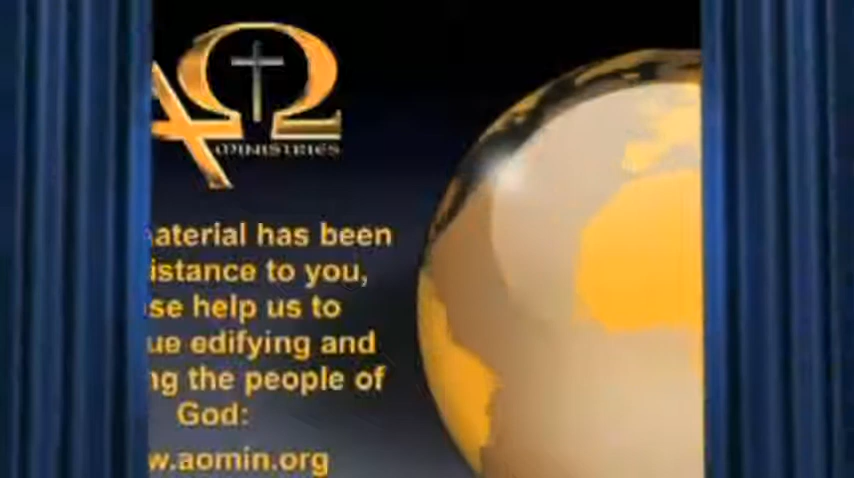 ΑΩ
MINISTRIES
aterial has been
istance to you,
se help us to
ue edifying and
ng the people of
God:
w.aomin.org